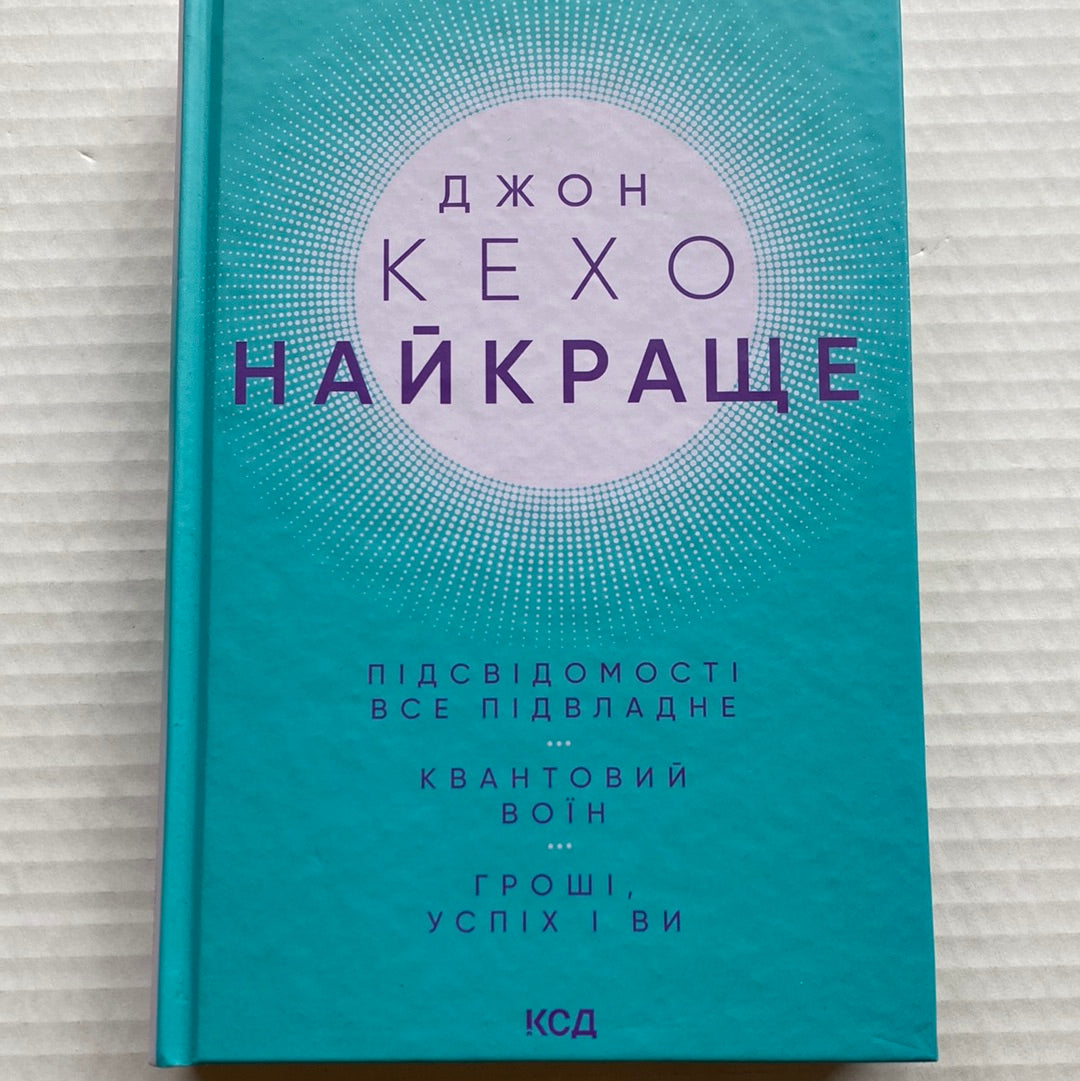 ДЖОН
КЕХО
НАЙКРАЩЕ
ПІДСВІДОМОСТІ
ВСЕ ПІДВЛАДНЕ
КВАНТОВИЙ
ВОЇН
ГРОШІ,
УСПІХ І ВИ
КСД